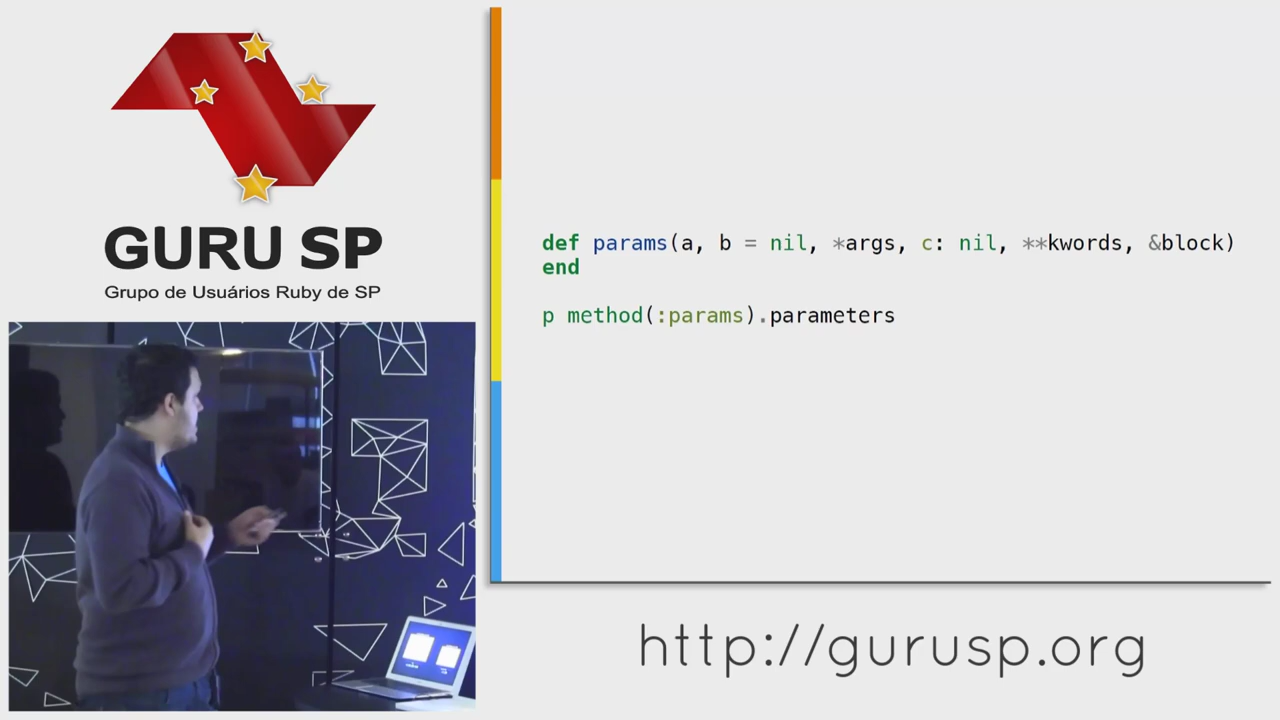 GURU SP
Grupo de Usuários Ruby de SP
def params(a, b = nil, *args, c: nil, **kwords, &block)
end
p method(:params).parameters
http://gurusp.org